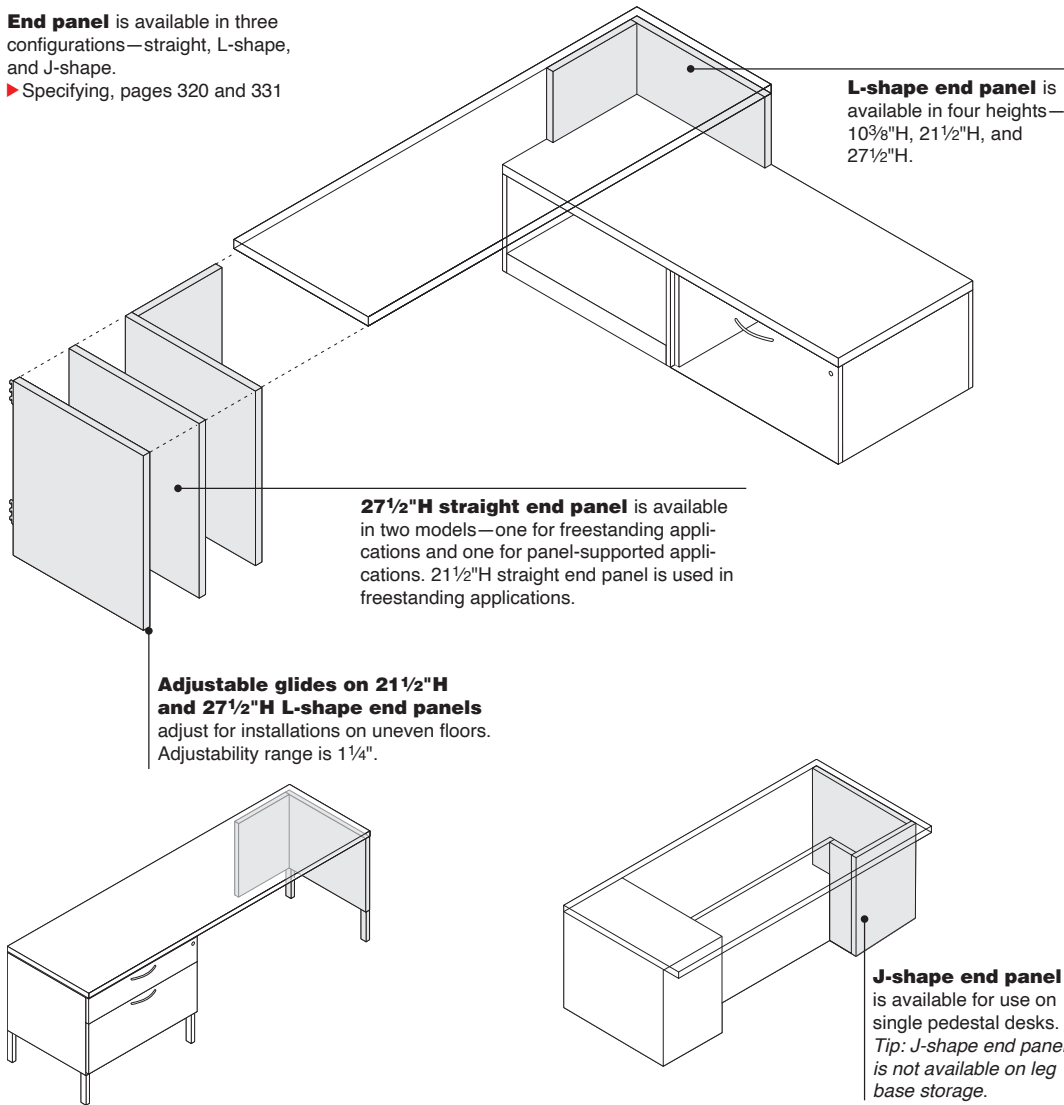 End panel is available in three
configurations—straight, L-shape,
and J-shape.
▶ Specifying, pages 320 and 331
L-shape end panel is
available in four heights—
10⅜"H, 21½"H, and
27½"H.
27½"H straight end panel is available
in two models—one for freestanding appli-
cations and one for panel-supported appli-
cations. 21½"H straight end panel is used in
freestanding applications.
Adjustable glides on 21½"H
and 27½"H L-shape end panels
adjust for installations on uneven floors.
Adjustability range is 1¼".
J-shape end panel
is available for use on
single pedestal desks.
Tip: J-shape end pane
is not available on leg
base storage.